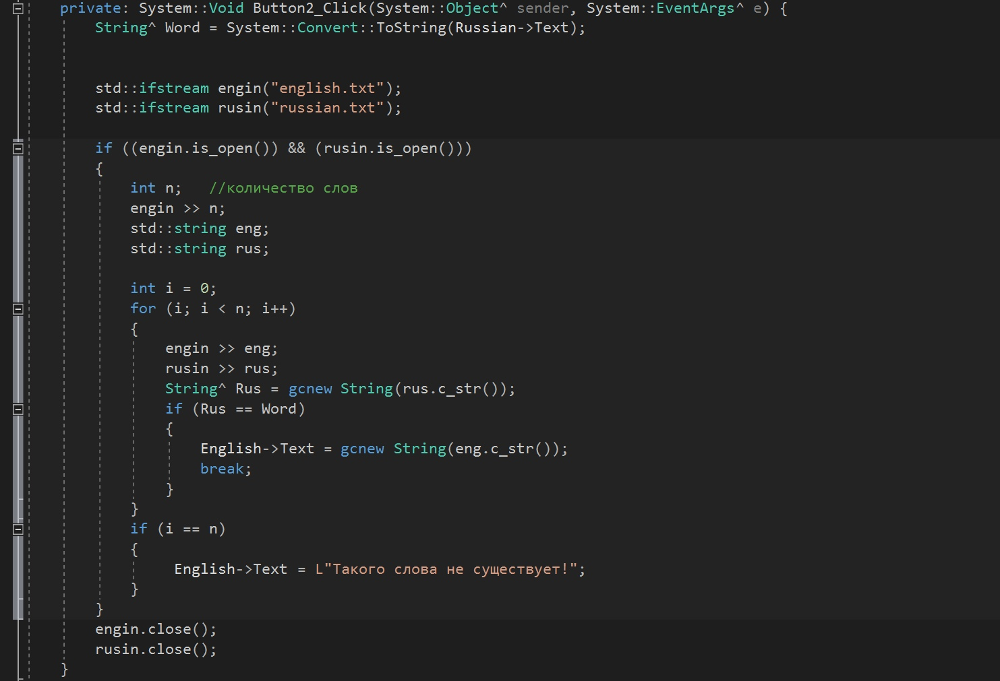 private: System::Void Button2_Click(System::Object^ sender, System::EventArgs^ e) {
String^ Word = System::Convert::ToString(Russian->Text);
std::ifstream engin("english.txt");
std::ifstream rusin("russian.txt");
if ((engin.is_open()) && (rusin.is_open()))
{
int n;   //количество слов
engin >> n;
std::string eng;
std::string rus;
int i = 0;
for (i; i < n; i++)
{
engin >> eng;
rusin >> rus;
String^ Rus = gcnew String(rus.c_str());
if (Rus == Word)
{
English->Text = gcnew String(eng.c_str());
break;
}
}
if (i == n)
{
English->Text = L"Такого слова не существует!";
}
}
engin.close();
rusin.close();
}